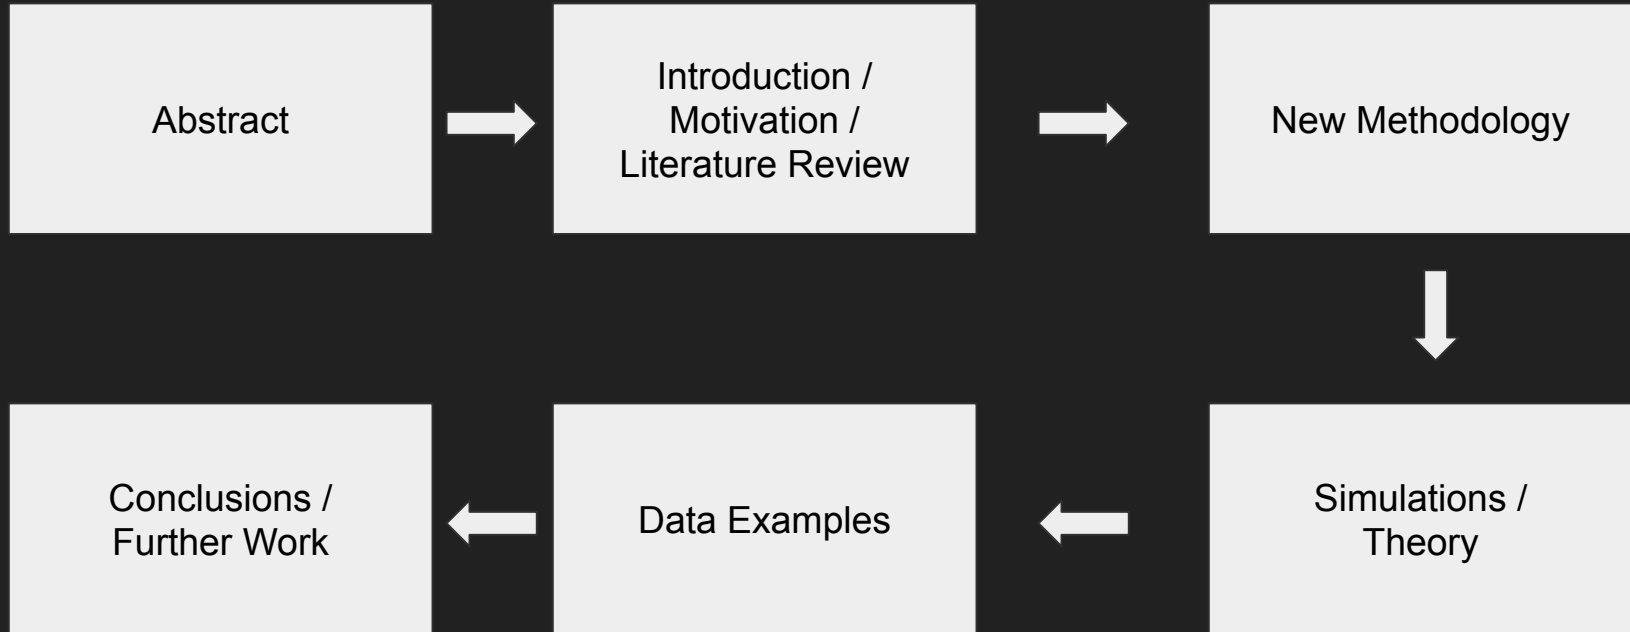 Abstract
Introduction /
Motivation /
Literature Review
New Methodology
Simulations /
Theory
Data Examples
Conclusions /
Further Work